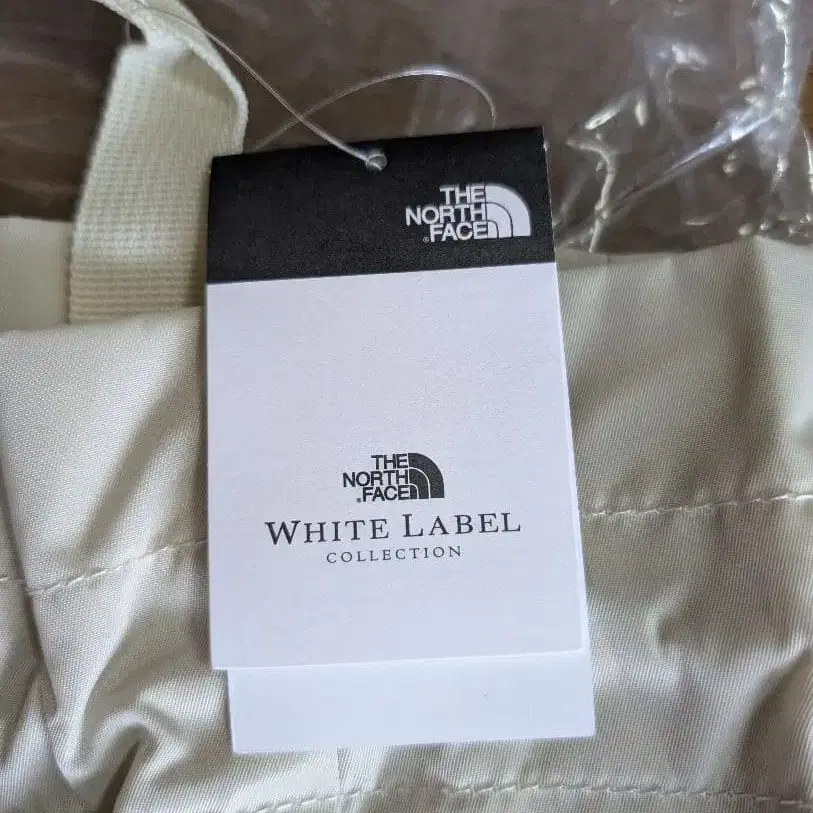 THE
NORTH
®FACE
THE
NORTH
®FACE
WHITE LABEL
COLLECTION